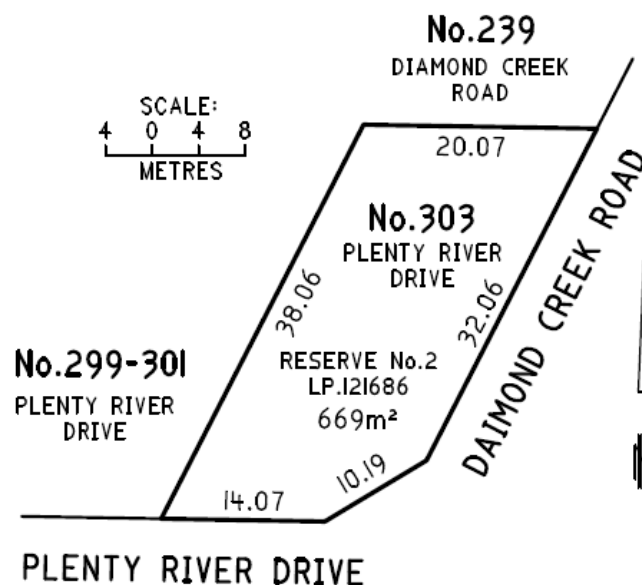 No.239
DIAMOND CREEK
ROAD
SCALE:
4 0 4 8
METRES
20.07
No.303
PLENTY RIVER
DRIVE
38.06
32.06
DAIMOND CREEK ROAD
No.299-301
PLENTY RIVER
DRIVE
RESERVE No.2
LP.121686
669m²
10.19
14.07
PLENTY RIVER DRIVE